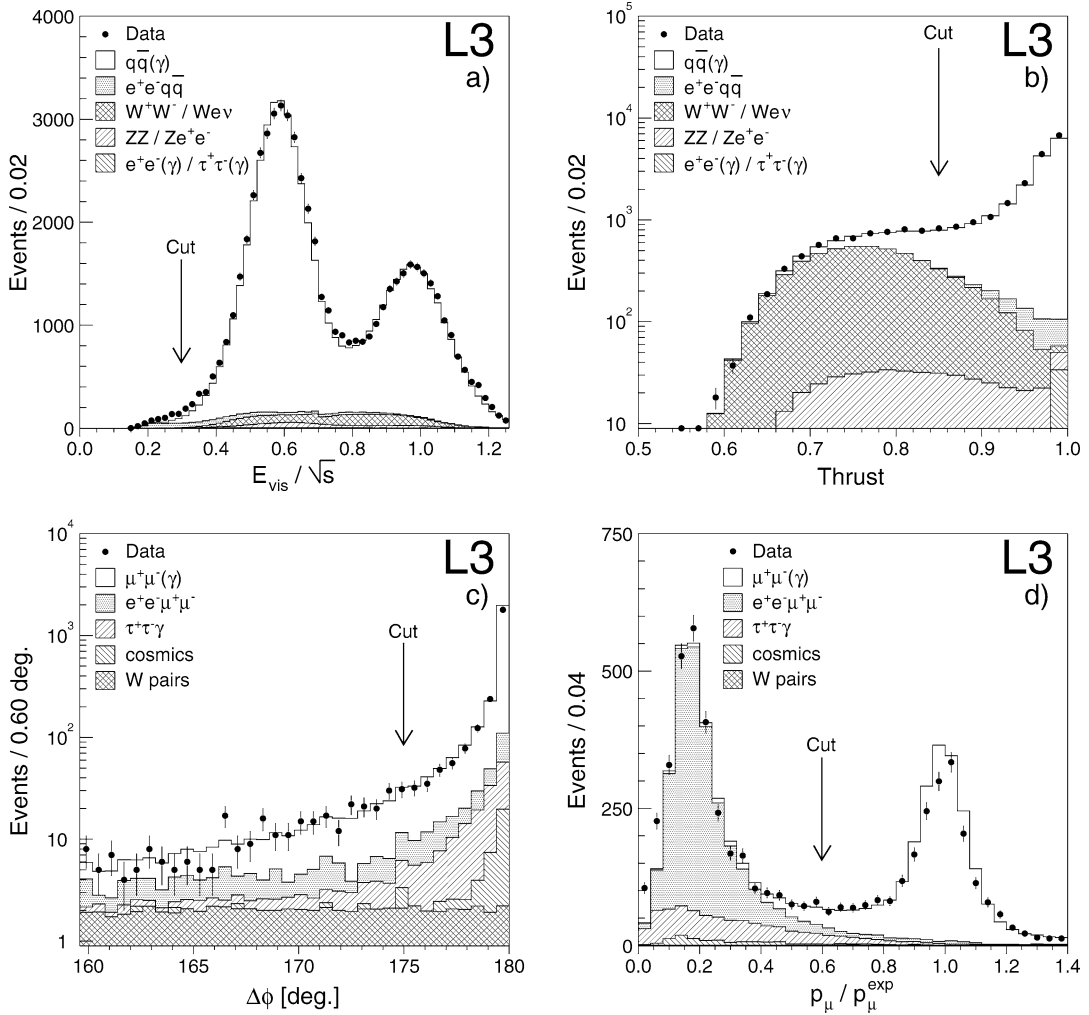 L3
a)
Data
qq̅(γ)
e⁺e⁻qq̅
W⁺W⁻ / Weν
ZZ / Ze⁺e⁻
e⁺e⁻(γ) / τ⁺τ⁻(γ)
Cut
Events / 0.02
4000
3000
2000
1000
0
0.0 0.2 0.4 0.6 0.8 1.0 1.2
E_vis / √s
L3
b)
Data
qq̅(γ)
e⁺e⁻qq̅
W⁺W⁻ / Weν
ZZ / Ze⁺e⁻
e⁺e⁻(γ) / τ⁺τ⁻(γ)
Cut
Events / 0.02
10⁵
10⁴
10³
10²
10
0.5 0.6 0.7 0.8 0.9 1.0
Thrust
L3
c)
Data
μ⁺μ⁻(γ)
e⁺e⁻μ⁺μ⁻
τ⁺τ⁻γ
cosmics
W pairs
Cut
Events / 0.60 deg.
10⁴
10³
10²
10
1
160 165 170 175 180
Δϕ [deg.]
L3
d)
Data
μ⁺μ⁻(γ)
e⁺e⁻μ⁺μ⁻
τ⁺τ⁻γ
cosmics
W pairs
Cut
Events / 0.04
750
500
250
0
0.0 0.2 0.4 0.6 0.8 1.0 1.2 1.4
p_μ / p_μ^exp